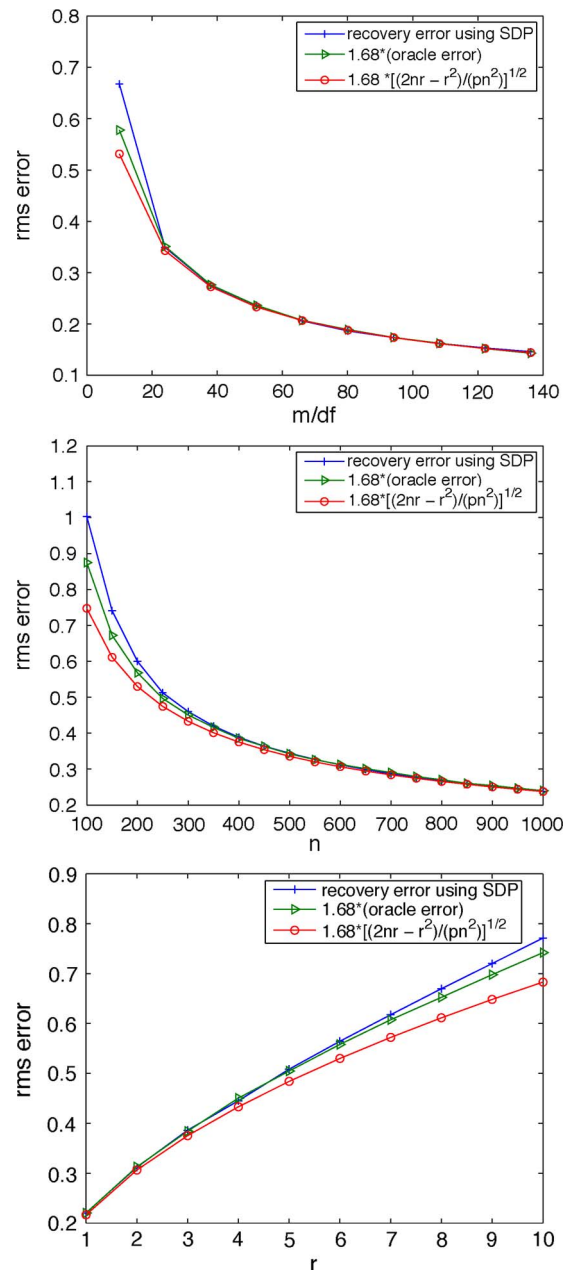 recovery error using SDP
1.68*(oracle error)
1.68 *[(2nr − r²)/(pn²)]^1/2
0.8
0.7
0.6
0.5
0.4
0.3
0.2
0.1
rms error
0 20 40 60 80 100 120 140
m/df
recovery error using SDP
1.68*(oracle error)
1.68*[(2nr − r²)/(pn²)]^1/2
1.2
1.1
1
0.9
0.8
0.7
0.6
0.5
0.4
0.3
0.2
rms error
100 200 300 400 500 600 700 800 900 1000
n
recovery error using SDP
1.68*(oracle error)
1.68*[(2nr − r²)/(pn²)]^1/2
0.9
0.8
0.7
0.6
0.5
0.4
0.3
0.2
rms error
1 2 3 4 5 6 7 8 9 10
r